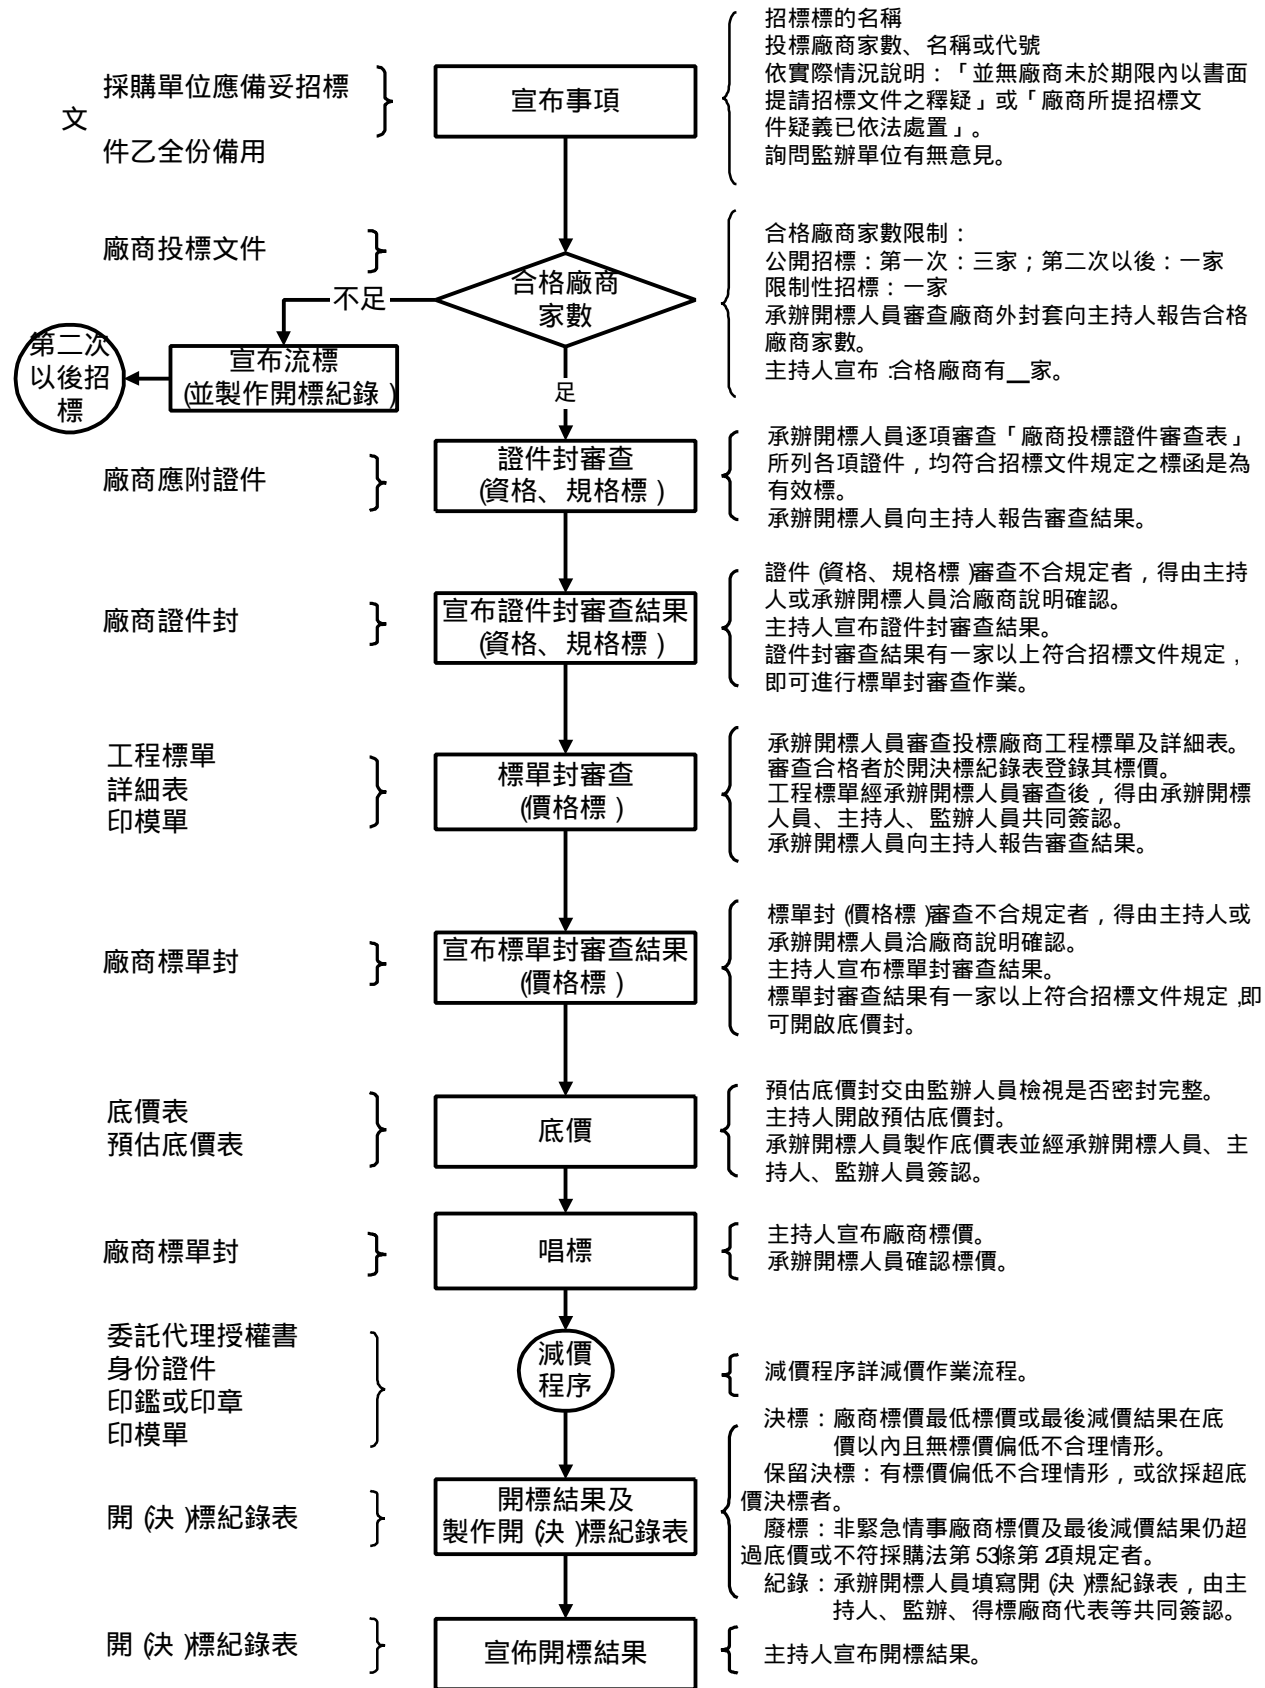 採購單位應備妥招標
文
件乙全份備用
宣布事項
招標標的名稱
投標廠商家數、名稱或代號
依實際情況說明：「並無廠商未於期限內以書面
提請招標文件之釋疑」或「廠商所提招標文
件疑義已依法處置」。
詢問監辦單位有無意見。
廠商投標文件
合格廠商
家數
合格廠商家數限制：
公開招標：第一次：三家；第二次以後：一家
限制性招標：一家
承辦開標人員審查廠商外封套向主持人報告合格
廠商家數。
主持人宣布:合格廠商有__家。
不足
宣布流標
(並製作開標紀錄)
第二次
以後招
標
足
廠商應附證件
證件封審查
(資格、規格標)
承辦開標人員逐項審查「廠商投標證件審查表」
所列各項證件，均符合招標文件規定之標函是為
有效標。
承辦開標人員向主持人報告審查結果。
廠商證件封
宣布證件封審查結果
(資格、規格標)
證件(資格、規格標)審查不合規定者，得由主持
人或承辦開標人員洽廠商說明確認。
主持人宣布證件封審查結果。
證件封審查結果有一家以上符合招標文件規定，
即可進行標單封審查作業。
工程標單
詳細表
印模單
標單封審查
(價格標)
承辦開標人員審查投標廠商工程標單及詳細表。
審查合格者於開決標紀錄表登錄其標價。
工程標單經承辦開標人員審查後，得由承辦開標
人員、主持人、監辦人員共同簽認。
承辦開標人員向主持人報告審查結果。
廠商標單封
宣布標單封審查結果
(價格標)
標單封(價格標)審查不合規定者，得由主持人或
承辦開標人員洽廠商說明確認。
主持人宣布標單封審查結果。
標單封審查結果有一家以上符合招標文件規定,即
可開啟底價封。
底價表
預估底價表
底價
預估底價封交由監辦人員檢視是否密封完整。
主持人開啟預估底價封。
承辦開標人員製作底價表並經承辦開標人員、主
持人、監辦人員簽認。
廠商標單封
唱標
主持人宣布廠商標價。
承辦開標人員確認標價。
委託代理授權書
身份證件
印鑑或印章
印模單
減價
程序
減價程序詳減價作業流程。
開(決)標紀錄表
開標結果及
製作開(決)標紀錄表
決標：廠商標價最低標價或最後減價結果在底
價以內且無標價偏低不合理情形。
保留決標：有標價偏低不合理情形，或欲採超底
價決標者。
廢標：非緊急情事廠商標價及最後減價結果仍超
過底價或不符採購法第53條第2項規定者。
紀錄：承辦開標人員填寫開(決)標紀錄表，由主
持人、監辦、得標廠商代表等共同簽認。
開(決)標紀錄表
宣佈開標結果
主持人宣布開標結果。